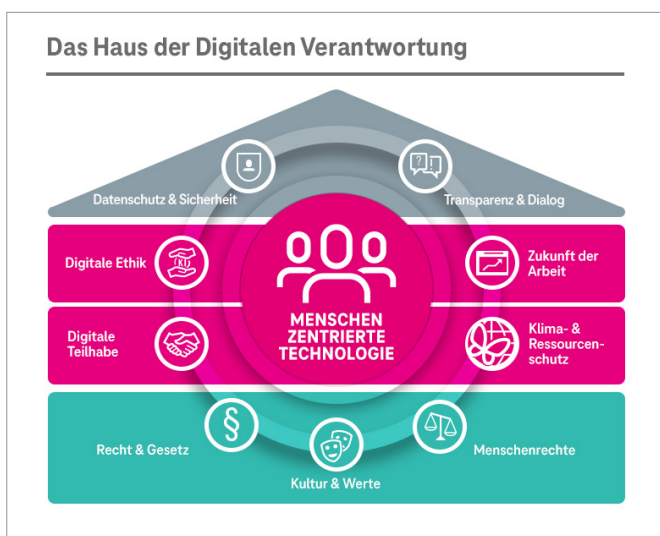 Das Haus der Digitalen Verantwortung
Datenschutz & Sicherheit
Transparenz & Dialog
Digitale Ethik
KI
Zukunft der
Arbeit
MENSCHEN
ZENTRIERTE
TECHNOLOGIE
Digitale
Teilhabe
Klima- &
Ressourcen-
schutz
Recht & Gesetz
§
Kultur & Werte
Menschenrechte